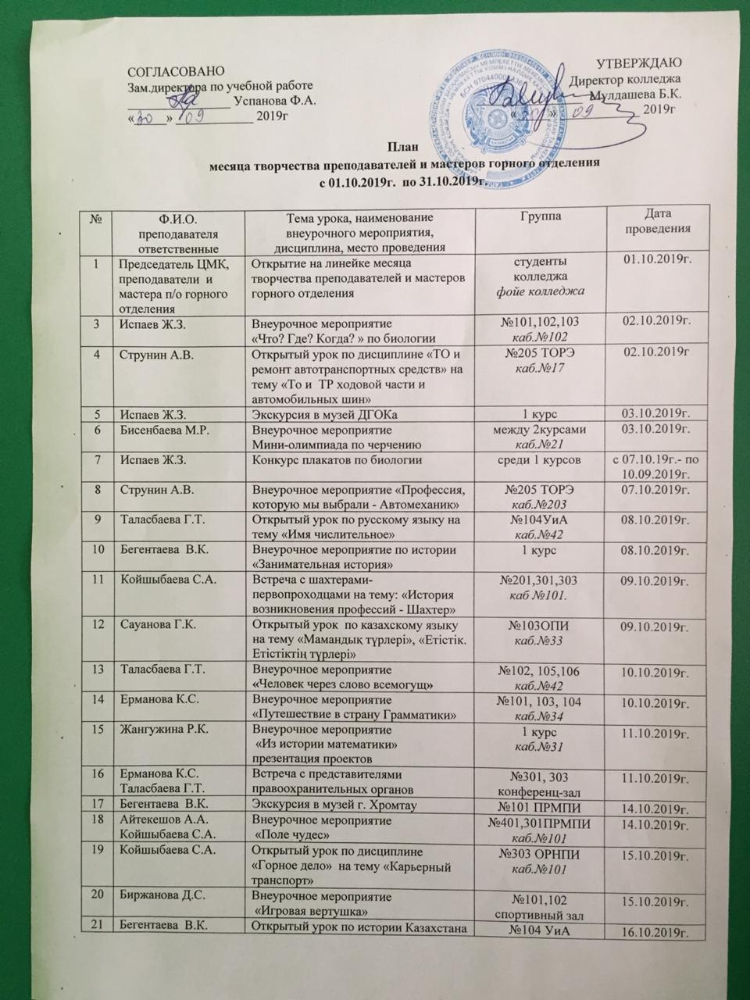 СОГЛАСОВАНО
Зам.директора по учебной работе
Успанова Ф.А.
«30» 09 2019г
УТВЕРЖДАЮ
Директор колледжа
Мулдашева Б.К.
«30» 09 2019г
План
месяца творчества преподавателей и мастеров горного отделения
с 01.10.2019г. по 31.10.2019г.
№
Ф.И.О.
преподавателя
ответственные
Тема урока, наименование
внеурочного мероприятия,
дисциплина, место проведения
Группа
Дата
проведения
1
Председатель ЦМК,
преподаватели и
мастера п/о горного
отделения
Открытие на линейке месяца
творчества преподавателей и мастеров
горного отделения
студенты
колледжа
фойе колледжа
01.10.2019г.
3
Испаев Ж.З.
Внеурочное мероприятие
«Что? Где? Когда? » по биологии
№101,102,103
каб.№102
02.10.2019г.
4
Струнин А.В.
Открытый урок по дисциплине «ТО и
ремонт автотранспортных средств» на
тему «То и ТР ходовой части и
автомобильных шин»
№205 ТОРЭ
каб.№17
02.10.2019г
5
Испаев Ж.З.
Экскурсия в музей ДГОКа
1 курс
03.10.2019г.
6
Бисенбаева М.Р.
Внеурочное мероприятие
Мини-олимпиада по черчению
между 2курсами
каб.№21
03.10.2019г.
7
Испаев Ж.З.
Конкурс плакатов по биологии
среди 1 курсов
с 07.10.19г.- по
10.09.2019г.
8
Струнин А.В.
Внеурочное мероприятие «Профессия,
которую мы выбрали - Автомеханик»
№205 ТОРЭ
каб.№203
07.10.2019г.
9
Таласбаева Г.Т.
Открытый урок по русскому языку на
тему «Имя числительное»
№104УиА
каб.№42
08.10.2019г.
10
Бегентаева В.К.
Внеурочное мероприятие по истории
«Занимательная история»
1 курс
08.10.2019г.
11
Койшыбаева С.А.
Встреча с шахтерами-
первопроходцами на тему: «История
возникновения профессий - Шахтер»
№201,301,303
каб №101.
09.10.2019г.
12
Сауанова Г.К.
Открытый урок по казахскому языку
на тему «Мамандық түрлері», «Етістік.
Етістіктің түрлері»
№103ОПИ
каб.№33
09.10.2019г.
13
Таласбаева Г.Т.
Внеурочное мероприятие
«Человек через слово всемогущ»
№102, 105,106
каб.№42
10.10.2019г.
14
Ерманова К.С.
Внеурочное мероприятие
«Путешествие в страну Грамматики»
№101, 103, 104
каб.№34
10.10.2019г.
15
Жангужина Р.К.
Внеурочное мероприятие
«Из истории математики»
презентация проектов
1 курс
каб.№31
11.10.2019г.
16
Ерманова К.С.
Таласбаева Г.Т.
Встреча с представителями
правоохранительных органов
№301, 303
конференц-зал
11.10.2019г.
17
Бегентаева В.К.
Экскурсия в музей г. Хромтау
№101 ПРМПИ
14.10.2019г.
18
Айтекешов А.А.
Койшыбаева С.А.
Внеурочное мероприятие
«Поле чудес»
№401,301ПРМПИ
каб.№101
14.10.2019г.
19
Койшыбаева С.А.
Открытый урок по дисциплине
«Горное дело» на тему «Карьерный
транспорт»
№303 ОРНПИ
каб.№101
15.10.2019г.
20
Биржанова Д.С.
Внеурочное мероприятие
«Игровая вертушка»
№101,102
спортивный зал
15.10.2019г.
21
Бегентаева В.К.
Открытый урок по истории Казахстана
№104 УиА
16.10.2019г.